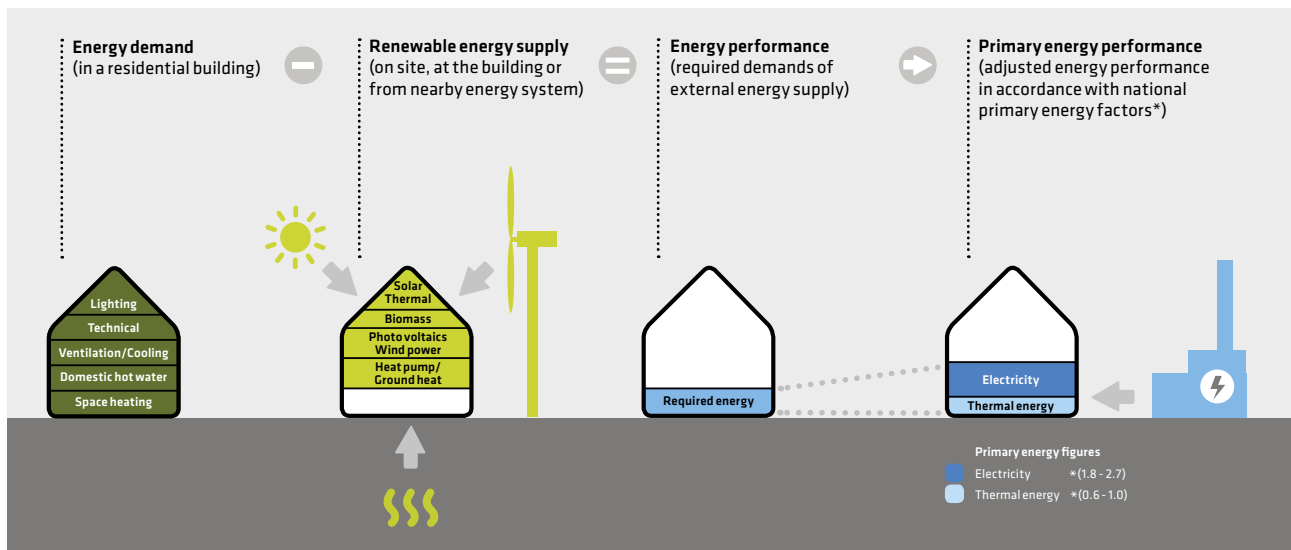 Energy demand
(in a residential building)
Renewable energy supply
(on site, at the building or
from nearby energy system)
Energy performance
(required demands of
external energy supply)
Primary energy performance
(adjusted energy performance
in accordance with national
primary energy factors*)
Lighting
Technical
Ventilation/Cooling
Domestic hot water
Space heating
Solar
Thermal
Biomass
Photo voltaics
Wind power
Heat pump/
Ground heat
Required energy
Electricity
Thermal energy
Primary energy figures
Electricity *(1.8 - 2.7)
Thermal energy *(0.6 - 1.0)